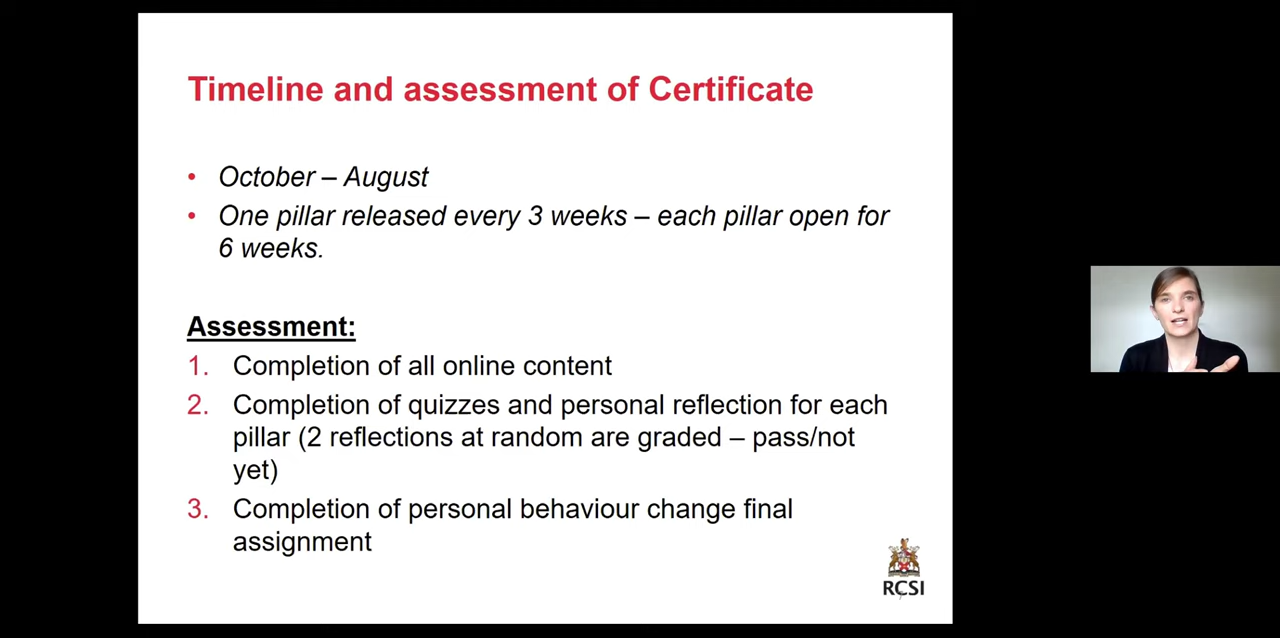 Timeline and assessment of Certificate
• October – August
• One pillar released every 3 weeks – each pillar open for
6 weeks.
Assessment:
1. Completion of all online content
2. Completion of quizzes and personal reflection for each
pillar (2 reflections at random are graded – pass/not
yet)
3. Completion of personal behaviour change final
assignment
RCSI